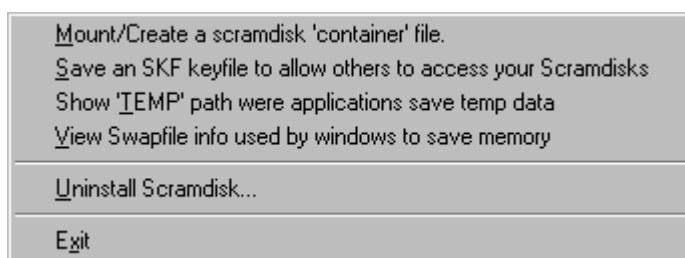 Mount/Create a scramdisk 'container' file.
Save an SKF keyfile to allow others to access your Scramdisks
Show 'TEMP' path were applications save temp data
View Swapfile info used by windows to save memory
Uninstall Scramdisk...
Exit